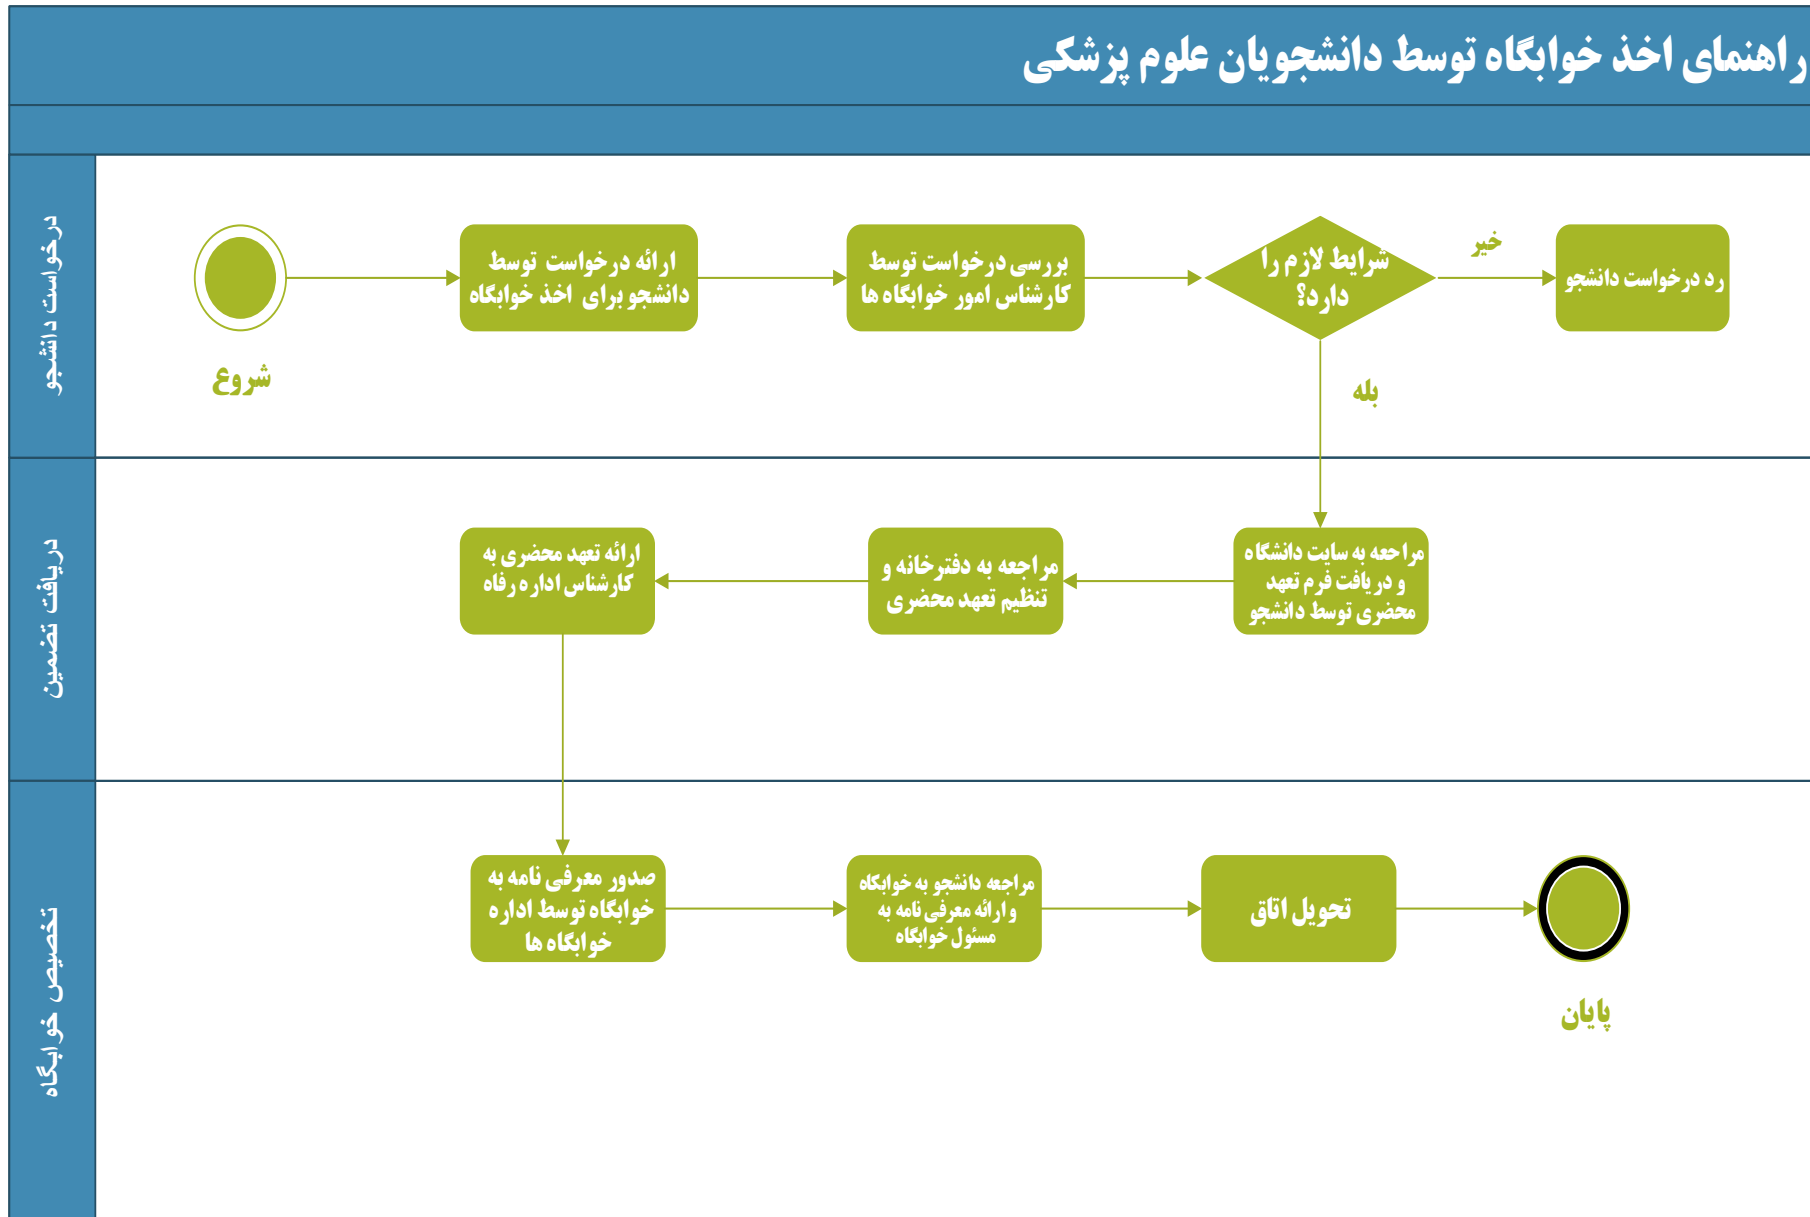 راهنمای اخذ خوابگاه توسط دانشجویان علوم پزشکی
درخواست دانشجو
شروع
ارائه درخواست توسط
دانشجو برای اخذ خوابگاه
بررسی درخواست توسط
کارشناس امور خوابگاه ها
شرایط لازم را
دارد؟
خیر
رد درخواست دانشجو
بله
دریافت تضمین
مراجعه به سایت دانشگاه
و دریافت فرم تعهد
محضری توسط دانشجو
مراجعه به دفترخانه و
تنظیم تعهد محضری
ارائه تعهد محضری به
کارشناس اداره رفاه
تخصیص خوابگاه
صدور معرفی نامه به
خوابگاه توسط اداره
خوابگاه ها
مراجعه دانشجو به خوابگاه
و ارائه معرفی نامه به
مسئول خوابگاه
تحویل اتاق
پایان